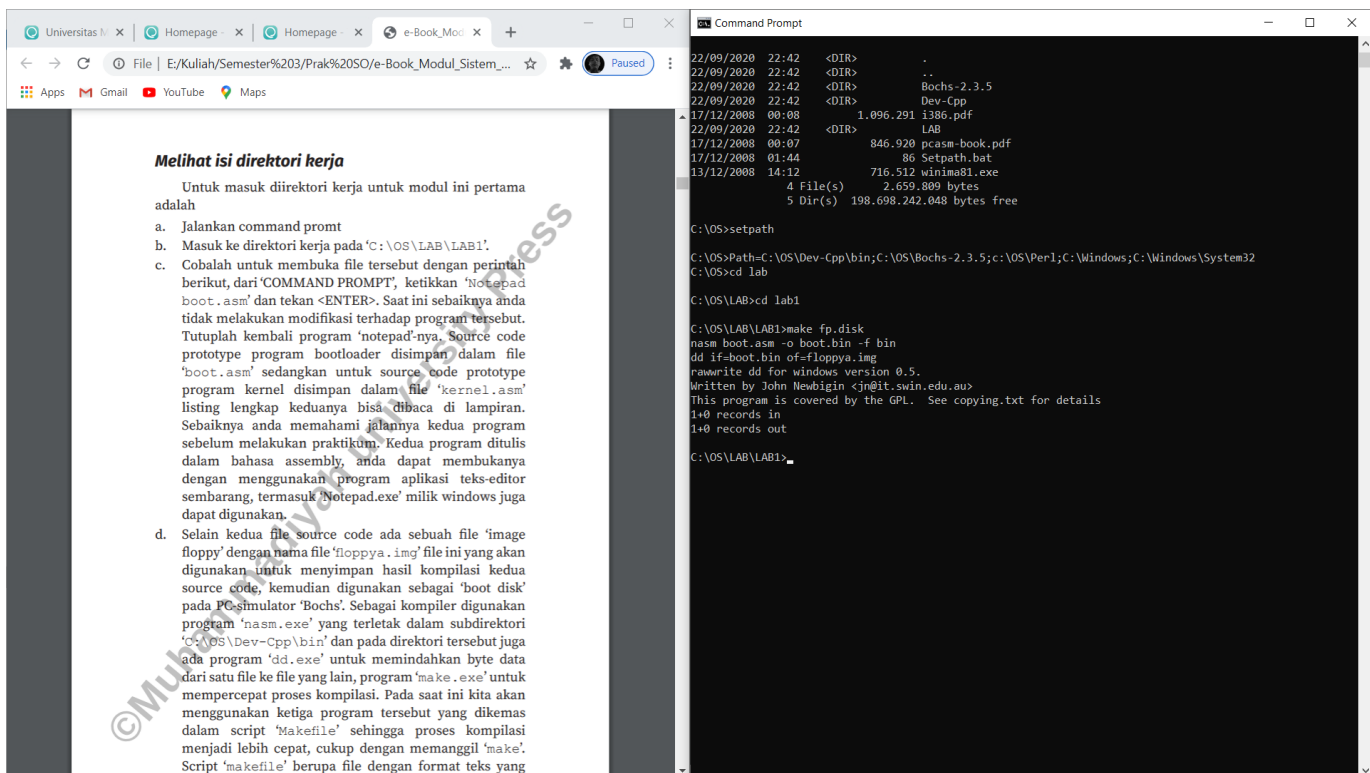 Universitas M
Homepage -
Homepage -
e-Book_Mod
File | E:/Kuliah/Semester%203/Prak%20SO/e-Book_Modul_Sistem_...
Paused
Apps
Gmail
YouTube
Maps
Melihat isi direktori kerja
Untuk masuk diirektori kerja untuk modul ini pertama
adalah
a. Jalankan command promt
b. Masuk ke direktori kerja pada ‘C:\OS\LAB\LAB1’.
c. Cobalah untuk membuka file tersebut dengan perintah
berikut, dari ‘COMMAND PROMPT’, ketikkan ‘Notepad
boot.asm’ dan tekan <ENTER>. Saat ini sebaiknya anda
tidak melakukan modifikasi terhadap program tersebut.
Tutuplah kembali program ‘notepad’-nya. Source code
prototype program bootloader disimpan dalam file
‘boot.asm’ sedangkan untuk source code prototype
program kernel disimpan dalam file ‘kernel.asm’
listing lengkap keduanya bisa dibaca di lampiran.
Sebaiknya anda memahami jalannya kedua program
sebelum melakukan praktikum. Kedua program ditulis
dalam bahasa assembly, anda dapat membukanya
dengan menggunakan program aplikasi teks-editor
sembarang, termasuk ‘Notepad.exe’ milik windows juga
dapat digunakan.
d. Selain kedua file source code ada sebuah file ‘image
floppy’ dengan nama file ‘floppya.img’ file ini yang akan
digunakan untuk menyimpan hasil kompilasi kedua
source code, kemudian digunakan sebagai ‘boot disk’
pada PC-simulator ‘Bochs’. Sebagai kompiler digunakan
program ‘nasm.exe’ yang terletak dalam subdirektori
‘C:\OS\Dev-Cpp\bin’ dan pada direktori tersebut juga
ada program ‘dd.exe’ untuk memindahkan byte data
dari satu file ke file yang lain, program ‘make.exe’ untuk
mempercepat proses kompilasi. Pada saat ini kita akan
menggunakan ketiga program tersebut yang dikemas
dalam script ‘Makefile’ sehingga proses kompilasi
menjadi lebih cepat, cukup dengan memanggil ‘make’.
Script ‘makefile’ berupa file dengan format teks yang
©Muhammadiyah university Press
Command Prompt
22/09/2020 22:42 <DIR> .
22/09/2020 22:42 <DIR> ..
22/09/2020 22:42 <DIR> Bochs-2.3.5
22/09/2020 22:42 <DIR> Dev-Cpp
17/12/2008 00:08 1.096.291 i386.pdf
22/09/2020 22:42 <DIR> LAB
17/12/2008 00:07 846.920 pcasm-book.pdf
17/12/2008 01:44 86 Setpath.bat
13/12/2008 14:12 716.512 winima81.exe
4 File(s) 2.659.809 bytes
5 Dir(s) 198.698.242.048 bytes free
C:\OS>setpath
C:\OS>Path=C:\OS\Dev-Cpp\bin;C:\OS\Bochs-2.3.5;c:\OS\Perl;C:\Windows;C:\Windows\System32
C:\OS>cd lab
C:\OS\LAB>cd lab1
C:\OS\LAB\LAB1>make fp.disk
nasm boot.asm -o boot.bin -f bin
dd if=boot.bin of=floppya.img
rawwrite dd for windows version 0.5.
Written by John Newbigin <jn@it.swin.edu.au>
This program is covered by the GPL. See copying.txt for details
1+0 records in
1+0 records out
C:\OS\LAB\LAB1>